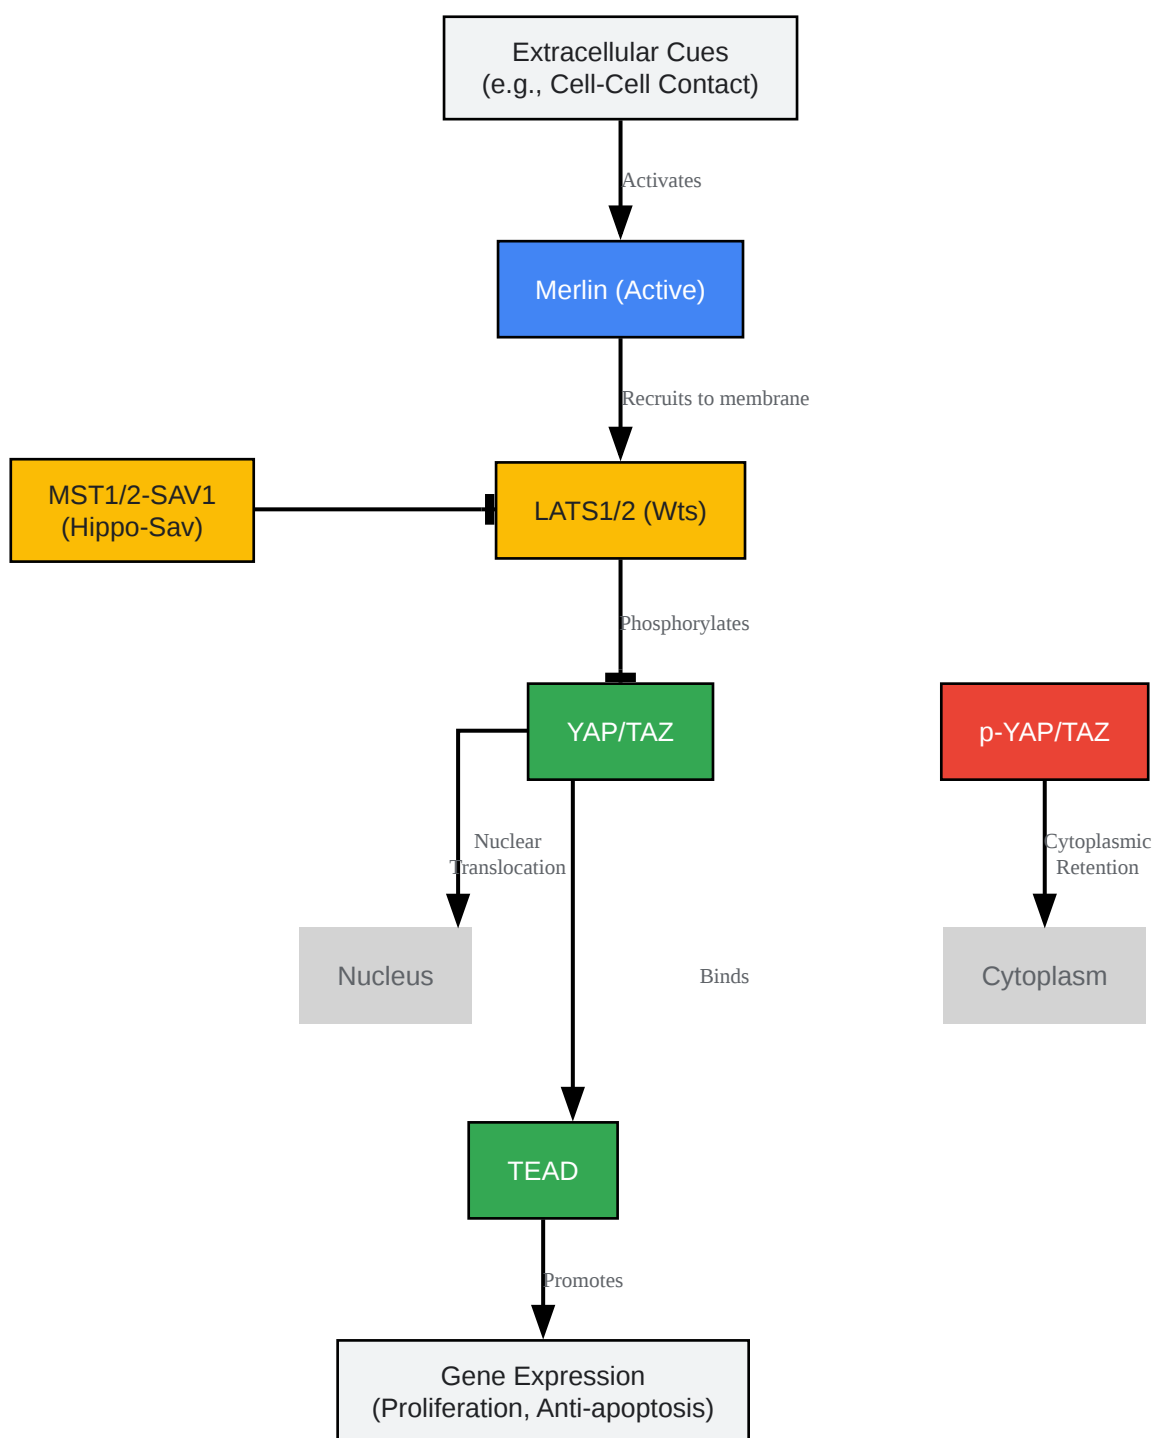 Extracellular Cues
(e.g., Cell-Cell Contact)
Activates
Merlin (Active)
Recruits to membrane
MST1/2-SAV1
(Hippo-Sav)
LATS1/2 (Wts)
Phosphorylates
YAP/TAZ
p-YAP/TAZ
Nuclear
Translocation
Cytoplasmic
Retention
Nucleus
Binds
Cytoplasm
TEAD
Promotes
Gene Expression
(Proliferation, Anti-apoptosis)